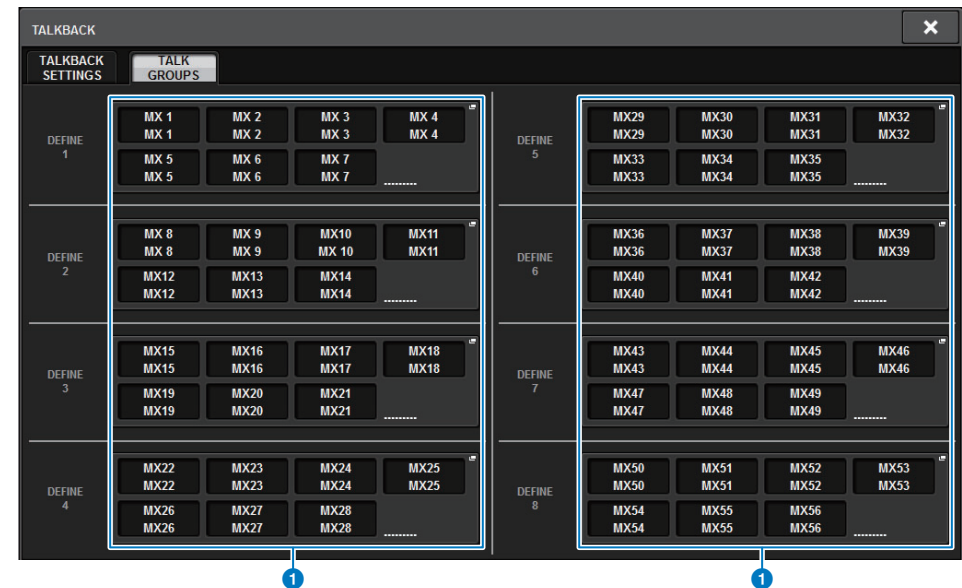 TALKBACK
TALKBACK SETTINGS
TALK GROUPS
DEFINE
1
MX 1 MX 2 MX 3 MX 4
MX 1 MX 2 MX 3 MX 4
MX 5 MX 6 MX 7
MX 5 MX 6 MX 7
DEFINE
2
MX 8 MX 9 MX10 MX11
MX 8 MX 9 MX 10 MX11
MX12 MX13 MX14
MX12 MX13 MX14
DEFINE
3
MX15 MX16 MX17 MX18
MX15 MX16 MX17 MX18
MX19 MX20 MX21
MX19 MX20 MX21
DEFINE
4
MX22 MX23 MX24 MX25
MX22 MX23 MX24 MX25
MX26 MX27 MX28
MX26 MX27 MX28
DEFINE
5
MX29 MX30 MX31 MX32
MX29 MX30 MX31 MX32
MX33 MX34 MX35
MX33 MX34 MX35
DEFINE
6
MX36 MX37 MX38 MX39
MX36 MX37 MX38 MX39
MX40 MX41 MX42
MX40 MX41 MX42
DEFINE
7
MX43 MX44 MX45 MX46
MX43 MX44 MX45 MX46
MX47 MX48 MX49
MX47 MX48 MX49
DEFINE
8
MX50 MX51 MX52 MX53
MX50 MX51 MX52 MX53
MX54 MX55 MX56
MX54 MX55 MX56
1
1